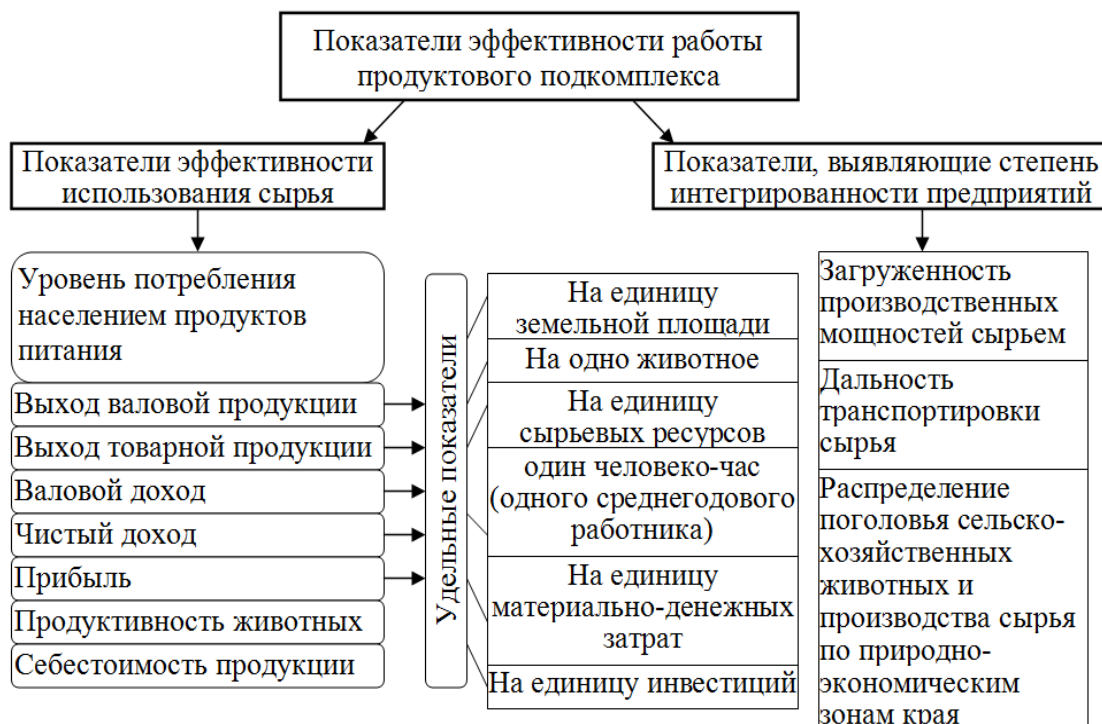 Показатели эффективности работы
продуктового подкомплекса
Показатели эффективности
использования сырья
Показатели, выявляющие степень
интегрированности предприятий
Уровень потребления
населением продуктов
питания
Выход валовой продукции
Выход товарной продукции
Валовой доход
Чистый доход
Прибыль
Продуктивность животных
Себестоимость продукции
Удельные показатели
На единицу
земельной площади
На одно животное
На единицу
сырьевых ресурсов
один человеко-час
(одного среднегодового
работника)
На единицу
материально-денежных
затрат
На единицу инвестиций
Загруженность
производственных
мощностей сырьем
Дальность
транспортировки
сырья
Распределение
поголовья сельско-
хозяйственных
животных и
производства сырья
по природно-
экономическим
зонам края